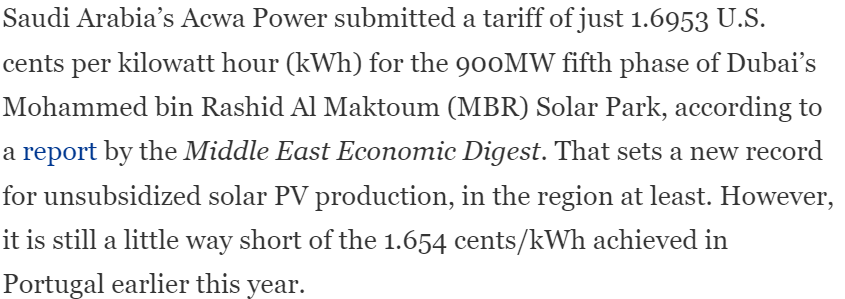 Saudi Arabia’s Acwa Power submitted a tariff of just 1.6953 U.S.
cents per kilowatt hour (kWh) for the 900MW fifth phase of Dubai’s
Mohammed bin Rashid Al Maktoum (MBR) Solar Park, according to
a report by the Middle East Economic Digest. That sets a new record
for unsubsidized solar PV production, in the region at least. However,
it is still a little way short of the 1.654 cents/kWh achieved in
Portugal earlier this year.